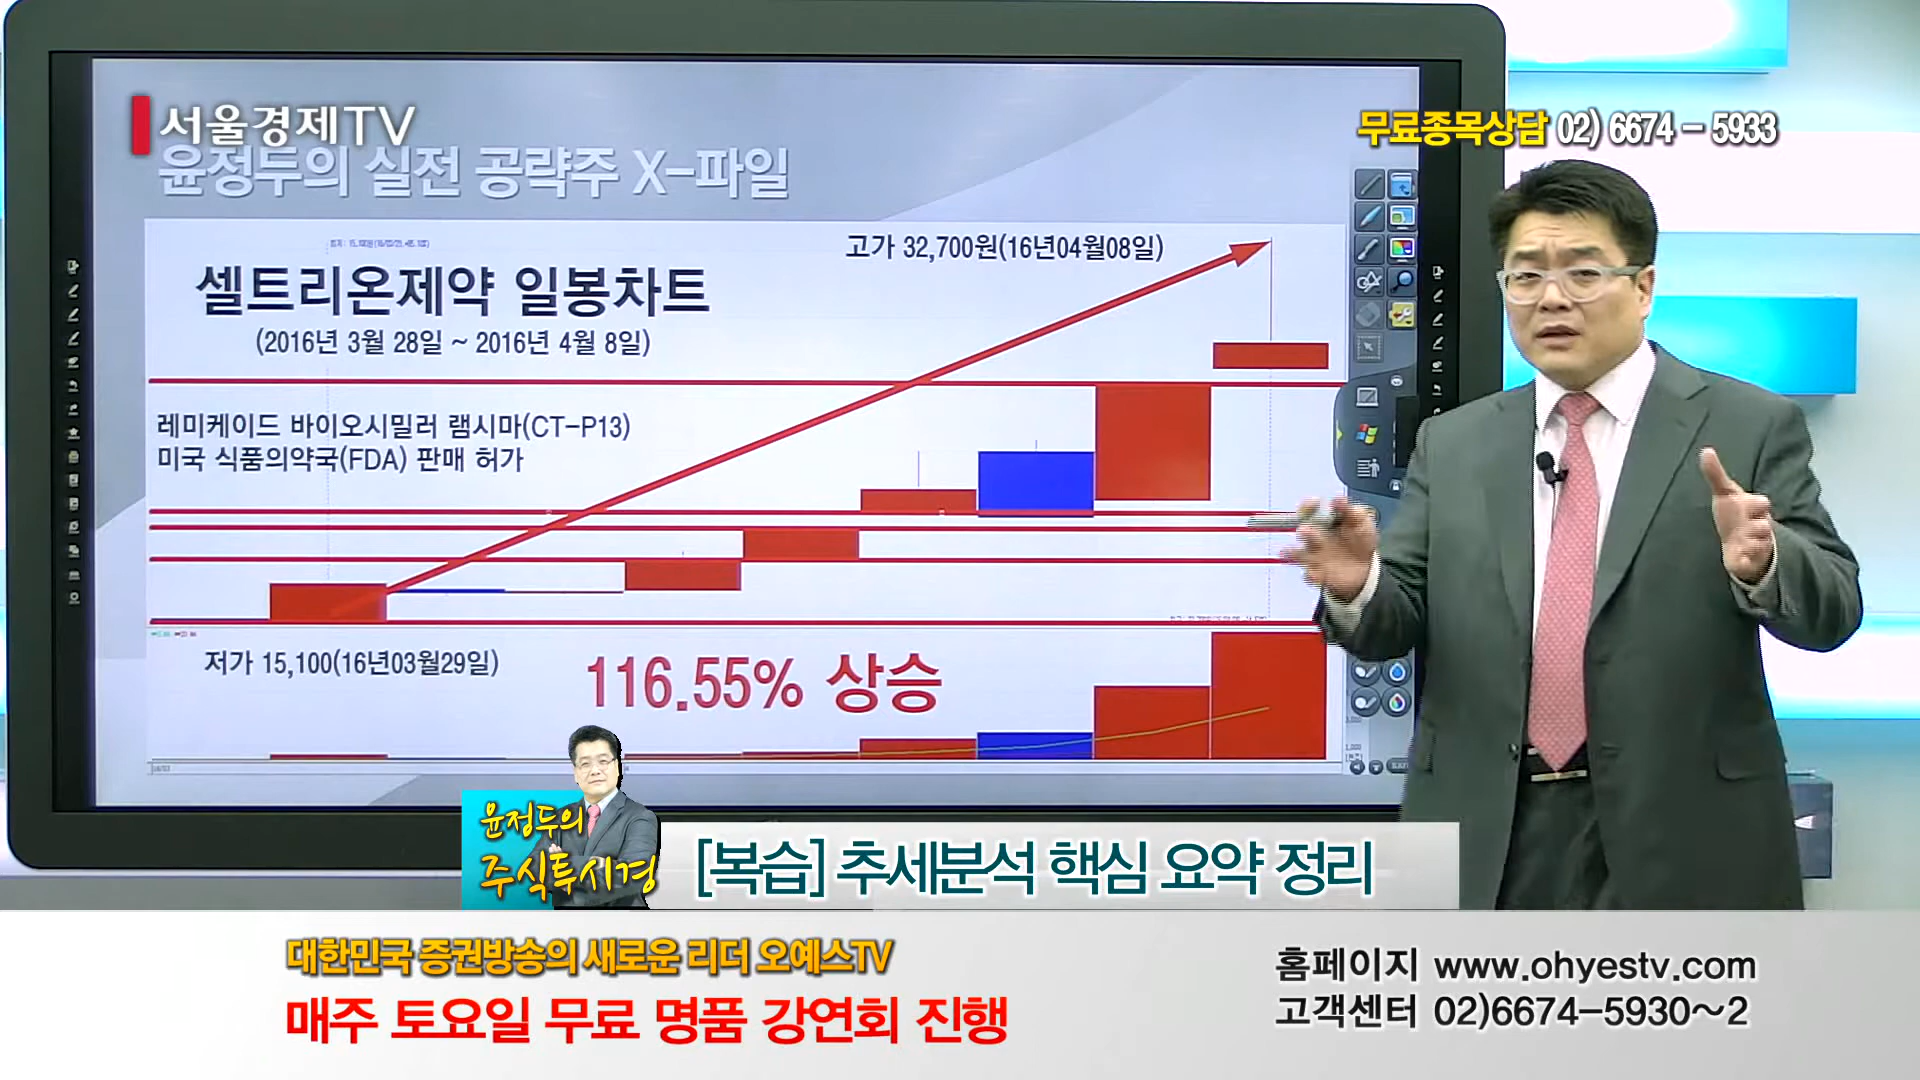 서울경제TV
윤정두의 실전 공략주 X-파일
무료종목상담 02) 6674 - 5933
고가 32,700원(16년04월08일)
셀트리온제약 일봉차트
(2016년 3월 28일 ~ 2016년 4월 8일)
레미케이드 바이오시밀러 램시마(CT-P13)
미국 식품의약국(FDA) 판매 허가
저가 15,100(16년03월29일)
116.55% 상승
윤정두의
주식투시경
[복습] 추세분석 핵심 요약 정리
대한민국 증권방송의 새로운 리더 오예스TV
매주 토요일 무료 명품 강연회 진행
홈페이지 www.ohyestv.com
고객센터 02)6674-5930~2